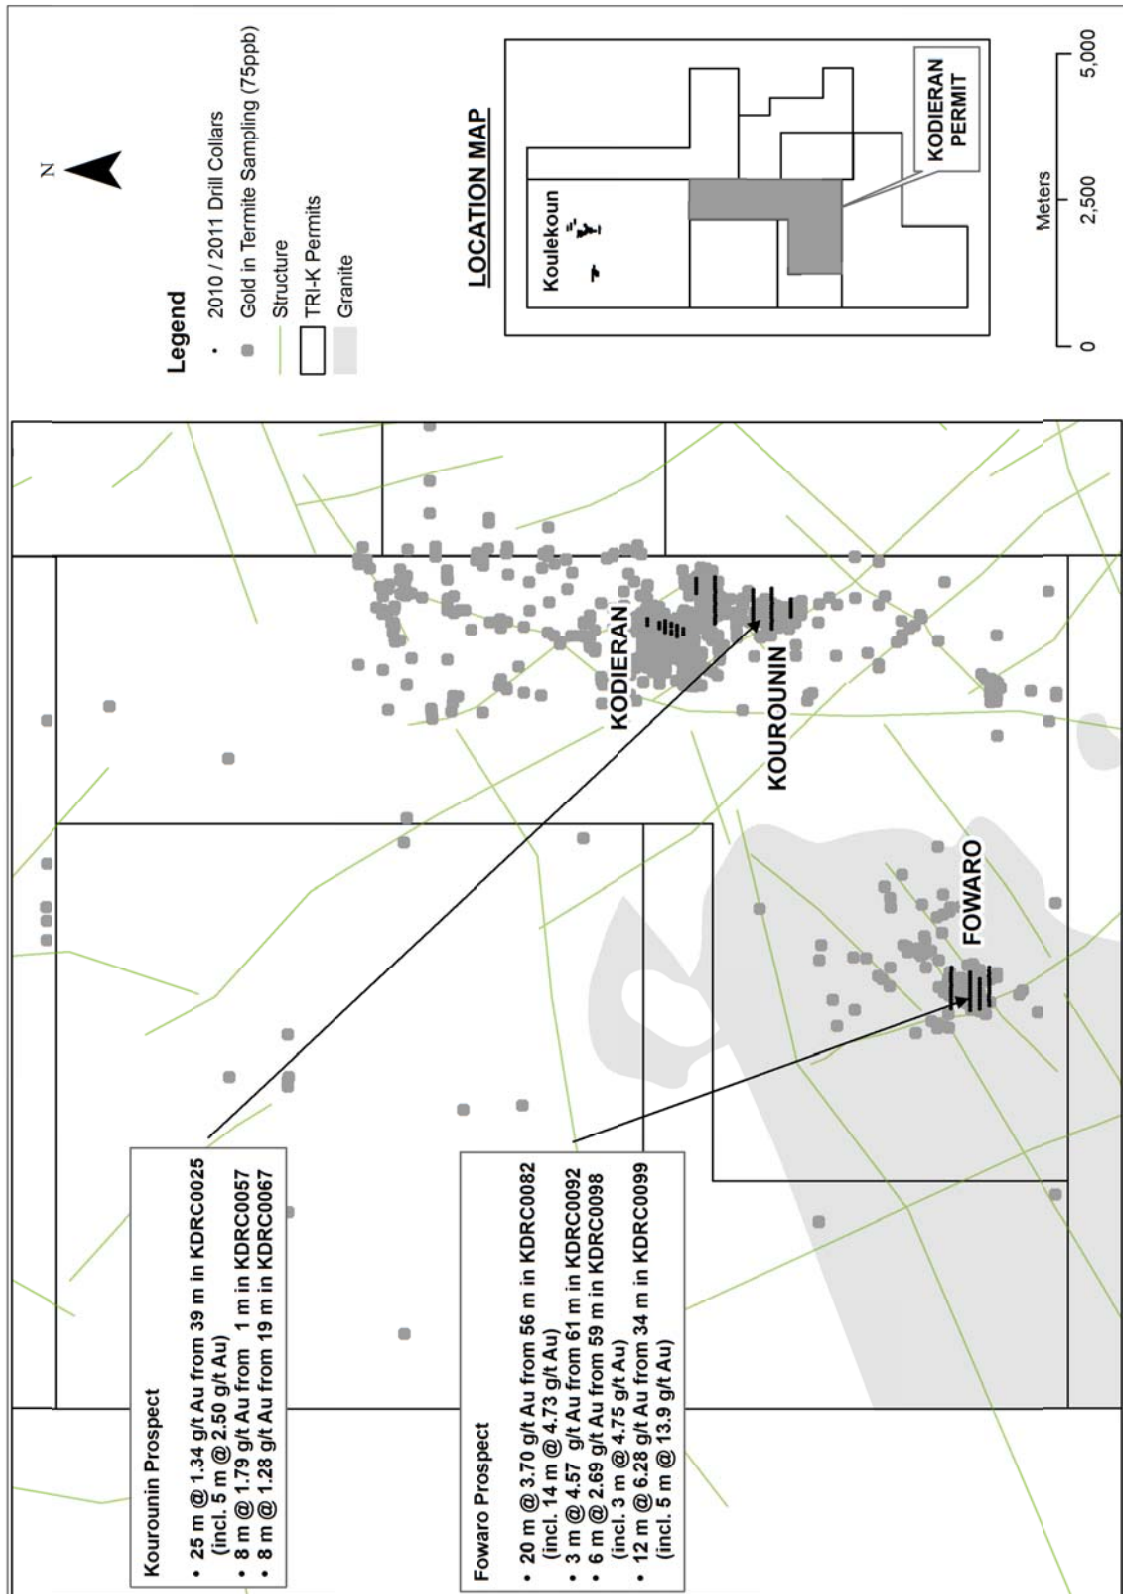 Kourounin Prospect
• 25 m @ 1.34 g/t Au from 39 m in KDRC0025
(incl. 5 m @ 2.50 g/t Au)
• 8 m @ 1.79 g/t Au from 1 m in KDRC0057
• 8 m @ 1.28 g/t Au from 19 m in KDRC0067
Fowaro Prospect
• 20 m @ 3.70 g/t Au from 56 m in KDRC0082
(incl. 14 m @ 4.73 g/t Au)
• 3 m @ 4.57 g/t Au from 61 m in KDRC0092
• 6 m @ 2.69 g/t Au from 59 m in KDRC0098
(incl. 3 m @ 4.75 g/t Au)
• 12 m @ 6.28 g/t Au from 34 m in KDRC0099
(incl. 5 m @ 13.9 g/t Au)
KODIERAN
KOUROUNIN
FOWARO
N
Legend
2010 / 2011 Drill Collars
Gold in Termite Sampling (75ppb)
Structure
TRI-K Permits
Granite
LOCATION MAP
Koulekoun
KODIERAN
PERMIT
Meters
0 2,500 5,000